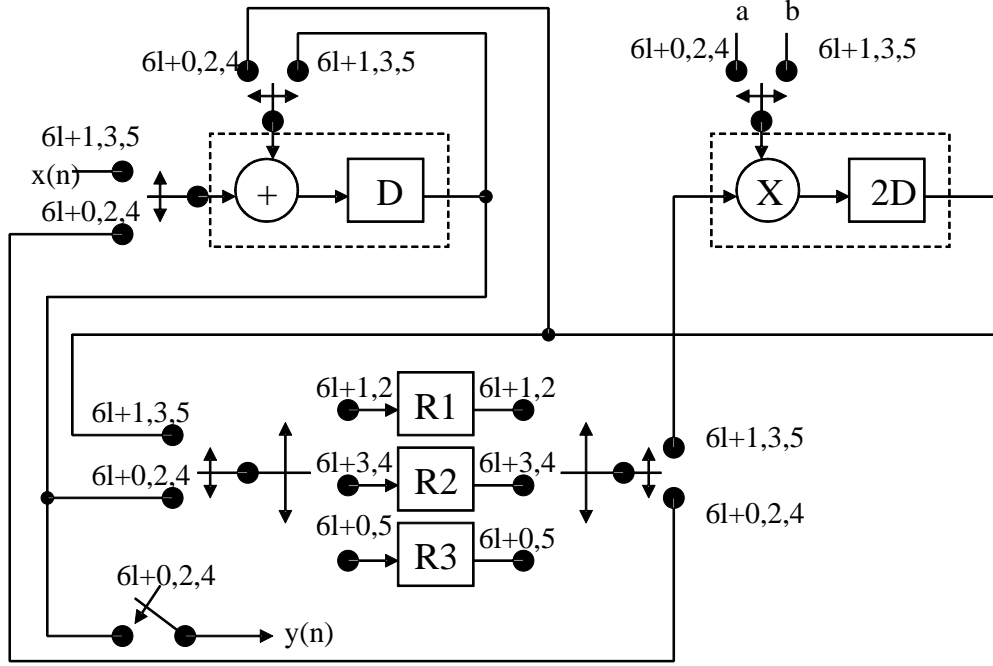 a b
6l+0,2,4 6l+1,3,5 6l+0,2,4 6l+1,3,5
6l+1,3,5
x(n)
+ D X 2D
6l+0,2,4
6l+1,2 R1 6l+1,2
6l+1,3,5 6l+1,3,5
6l+3,4 R2 6l+3,4
6l+0,2,4 6l+0,2,4
6l+0,5 R3 6l+0,5
6l+0,2,4
y(n)